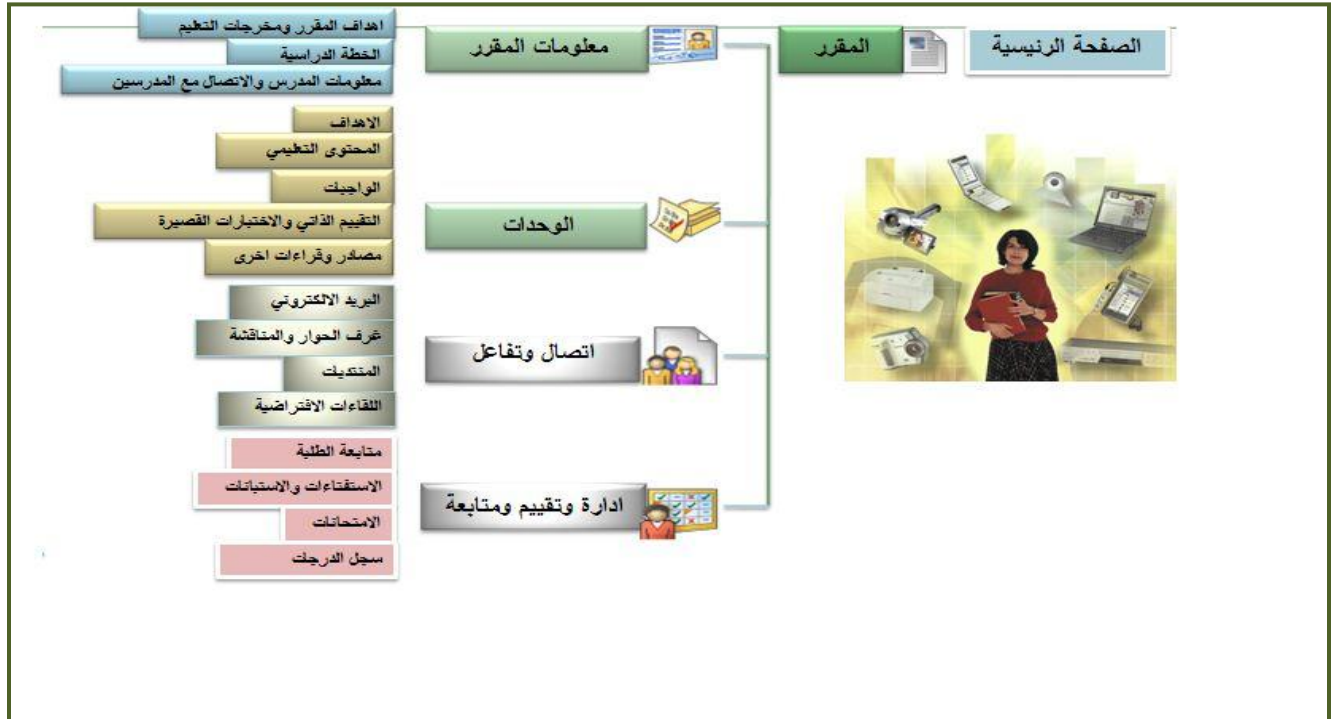 الصفحة الرئيسية
المقرر
معلومات المقرر
اهداف المقرر ومخرجات التعليم
الخطة الدراسية
معلومات المدرس والاتصال مع المدرسين
الوحدات
الاهداف
المحتوى التعليمي
الواجبات
التقييم الذاتي والاختبارات القصيرة
مصادر وقراءات اخرى
اتصال وتفاعل
البريد الالكتروني
غرف الحوار والمناقشة
المنتديات
اللقاءات الافتراضية
ادارة وتقييم ومتابعة
متابعة الطلبة
الاستفتاءات والاستبانات
الامتحانات
سجل الدرجات